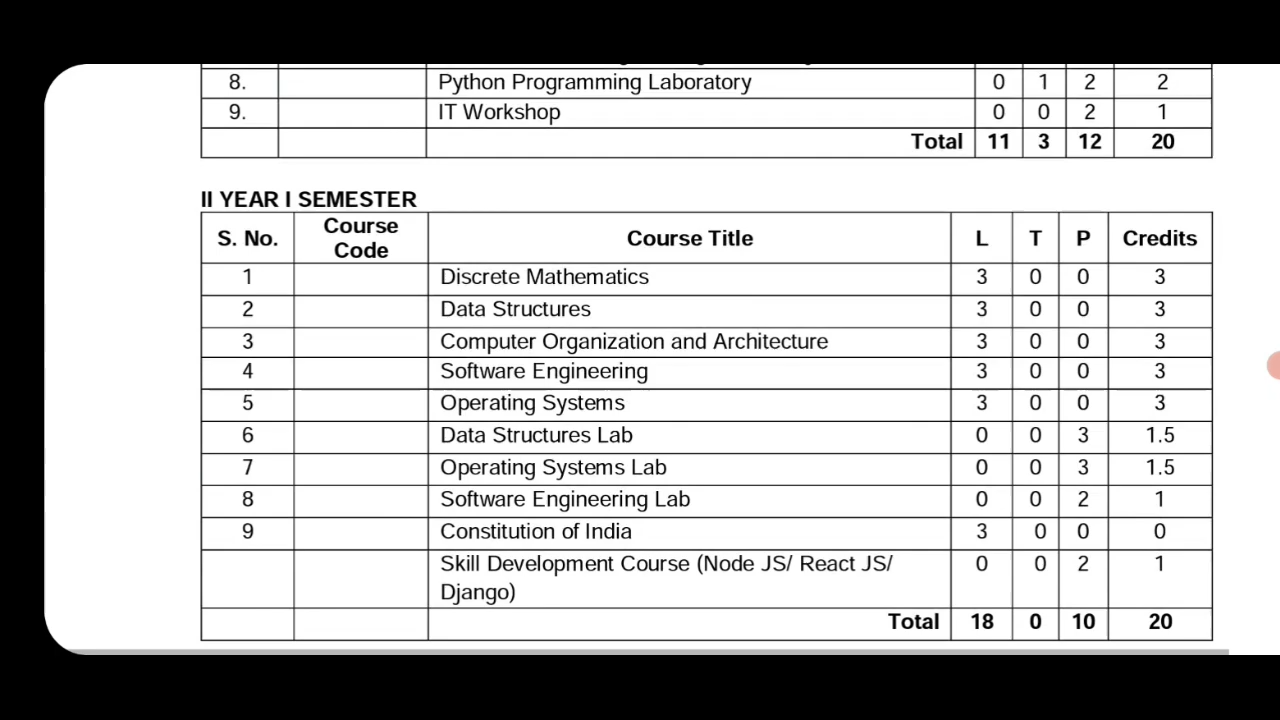 8. Python Programming Laboratory 0 1 2 2
9. IT Workshop 0 0 2 1
Total 11 3 12 20
II YEAR I SEMESTER
S. No. Course Code Course Title L T P Credits
1 Discrete Mathematics 3 0 0 3
2 Data Structures 3 0 0 3
3 Computer Organization and Architecture 3 0 0 3
4 Software Engineering 3 0 0 3
5 Operating Systems 3 0 0 3
6 Data Structures Lab 0 0 3 1.5
7 Operating Systems Lab 0 0 3 1.5
8 Software Engineering Lab 0 0 2 1
9 Constitution of India 3 0 0 0
Skill Development Course (Node JS/ React JS/ 0 0 2 1
Django)
Total 18 0 10 20